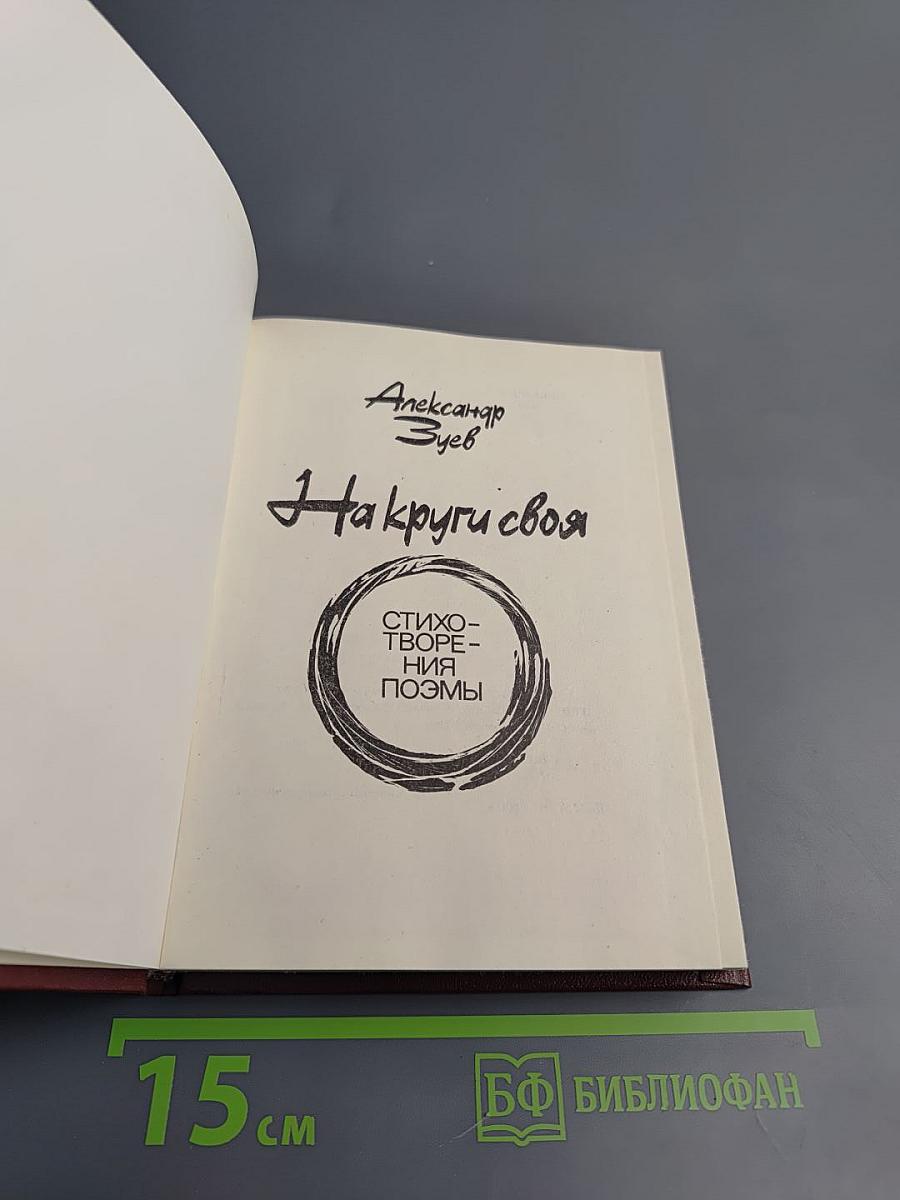 Александр
Зуев
На круги своя
СТИХО-
ТВОРЕ-
НИЯ
ПОЭМЫ
15 см
БФ БИБЛИОФАН